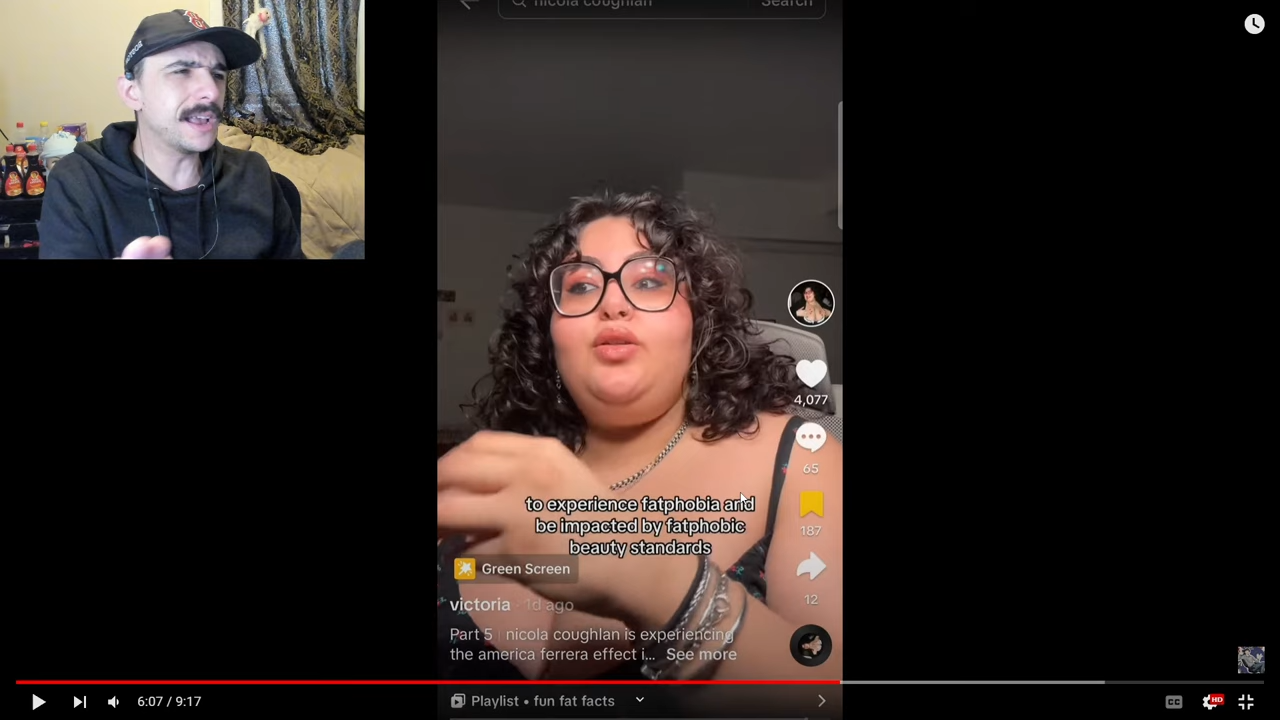 nicola coughlan
Search
4,077
65
187
12
to experience fatphobia and
be impacted by fatphobic
beauty standards
Green Screen
victoria · 1d ago
Part 5 | nicola coughlan is experiencing
the america ferrera effect i... See more
Playlist • fun fat facts
6:07 / 9:17
CC
HD